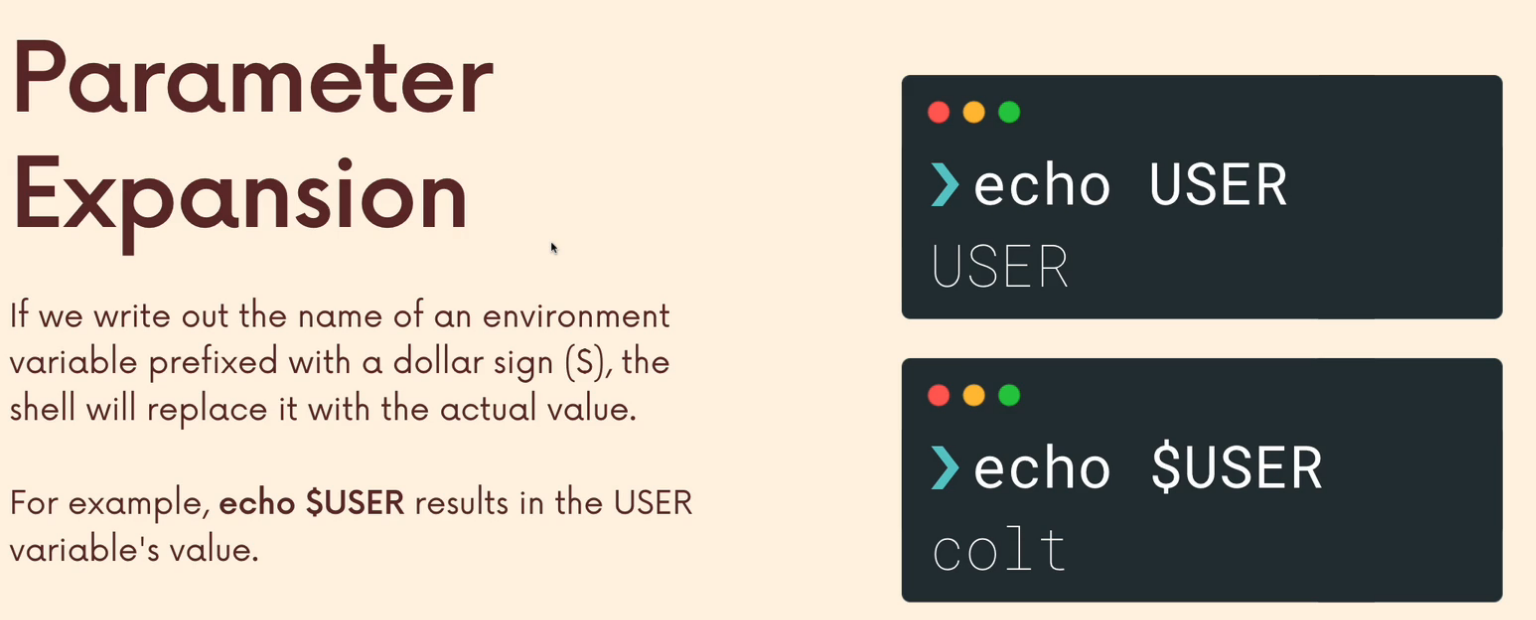 Parameter
Expansion
If we write out the name of an environment
variable prefixed with a dollar sign (S), the
shell will replace it with the actual value.
For example, echo $USER results in the USER
variable's value.
❯echo USER
USER
❯echo $USER
colt